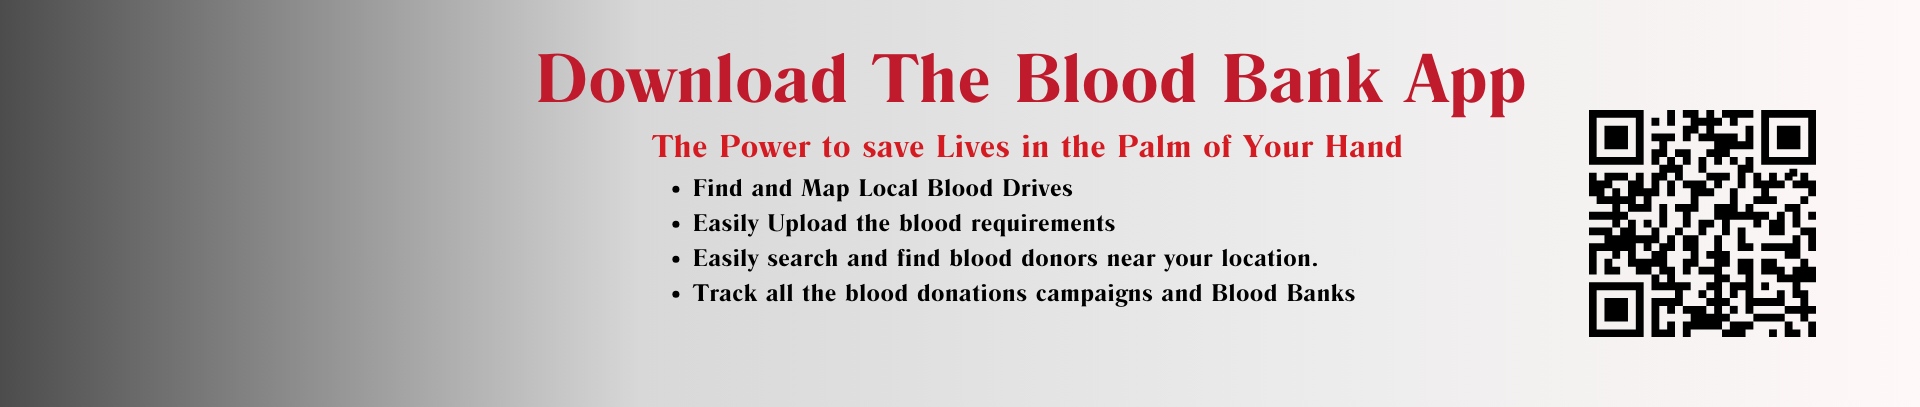 Download The Blood Bank App
The Power to save Lives in the Palm of Your Hand
• Find and Map Local Blood Drives
• Easily Upload the blood requirements
• Easily search and find blood donors near your location.
• Track all the blood donations campaigns and Blood Banks